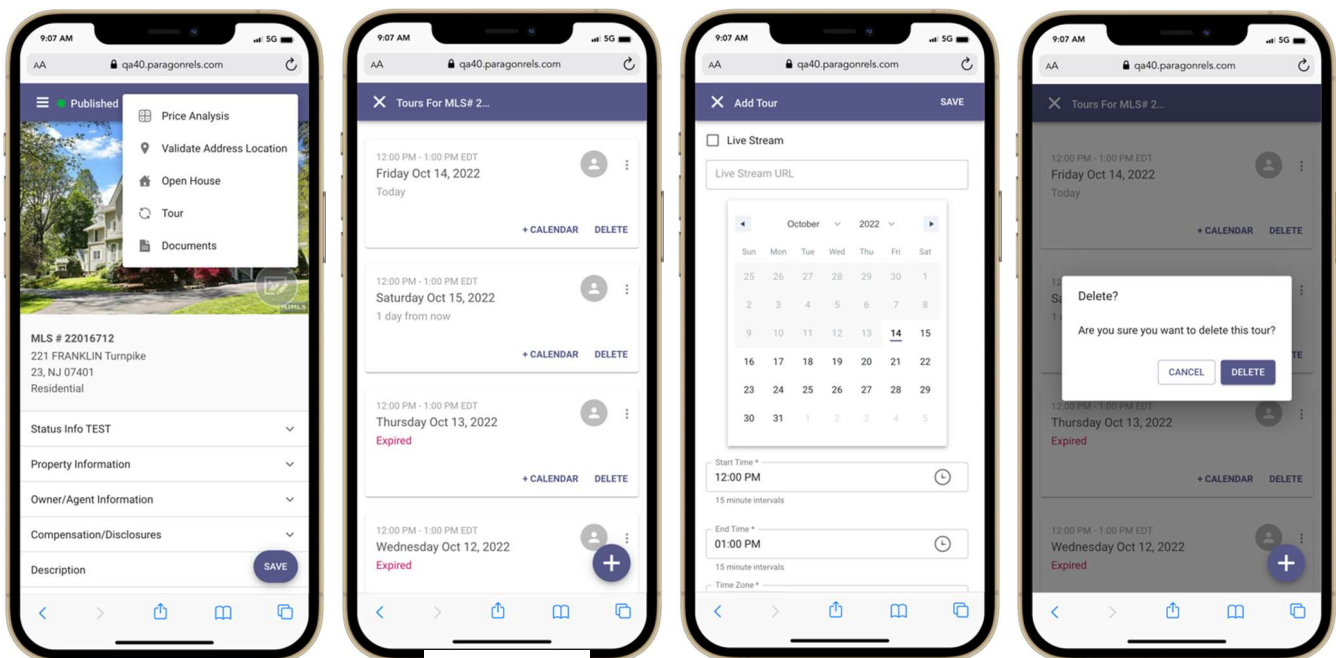 9:07 AM
5G
AA
qa40.paragonrels.com
Published
Price Analysis
Validate Address Location
Open House
Tour
Documents
NJMLS
MLS # 22016712
221 FRANKLIN Turnpike
23, NJ 07401
Residential
Status Info TEST
Property Information
Owner/Agent Information
Compensation/Disclosures
Description
SAVE
9:07 AM
5G
AA
qa40.paragonrels.com
Tours For MLS# 2...
12:00 PM - 1:00 PM EDT
Friday Oct 14, 2022
Today
+ CALENDAR DELETE
12:00 PM - 1:00 PM EDT
Saturday Oct 15, 2022
1 day from now
+ CALENDAR DELETE
12:00 PM - 1:00 PM EDT
Thursday Oct 13, 2022
Expired
+ CALENDAR DELETE
12:00 PM - 1:00 PM EDT
Wednesday Oct 12, 2022
Expired
+
9:07 AM
5G
AA
qa40.paragonrels.com
Add Tour SAVE
Live Stream
Live Stream URL
October 2022
Sun Mon Tue Wed Thu Fri Sat
25 26 27 28 29 30 1
2 3 4 5 6 7 8
9 10 11 12 13 14 15
16 17 18 19 20 21 22
23 24 25 26 27 28 29
30 31 1 2 3 4 5
Start Time *
12:00 PM
15 minute intervals
End Time *
01:00 PM
15 minute intervals
Time Zone *
9:07 AM
5G
AA
qa40.paragonrels.com
Tours For MLS# 2...
12:00 PM - 1:00 PM EDT
Friday Oct 14, 2022
Today
+ CALENDAR DELETE
Delete?
Are you sure you want to delete this tour?
CANCEL DELETE
12:00 PM - 1:00 PM EDT
Thursday Oct 13, 2022
Expired
+ CALENDAR DELETE
12:00 PM - 1:00 PM EDT
Wednesday Oct 12, 2022
Expired
+